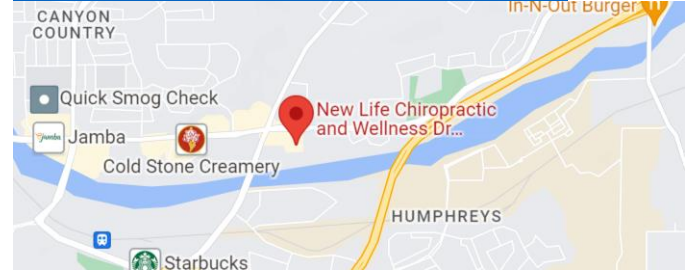 CANYON
COUNTRY
In-N-Out Burger
Quick Smog Check
New Life Chiropractic
and Wellness Dr...
Jamba
Jamba
Cold Stone Creamery
HUMPHREYS
Starbucks